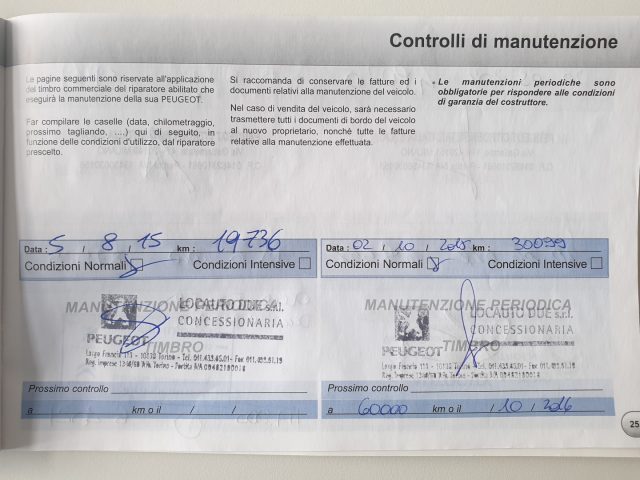 Controlli di manutenzione
Le pagine seguenti sono riservate all'applicazione
del timbro commerciale del riparatore abilitato che
eseguirà la manutenzione della sua PEUGEOT.
Far compilare le caselle (data, chilometraggio,
prossimo tagliando, ....) qui di seguito, in
funzione delle condizioni d'utilizzo, dal riparatore
prescelto.
Si raccomanda di conservare le fatture ed i
documenti relativi alla manutenzione del veicolo.
Nel caso di vendita del veicolo, sarà necessario
trasmettere tutti i documenti di bordo del veicolo
al nuovo proprietario, nonché tutte le fatture
relative alla manutenzione effettuata.
• Le manutenzioni periodiche sono
obbligatorie per rispondere alle condizioni
di garanzia del costruttore.
Data : 5 / 8 / 15 km : 19736
Condizioni Normali Condizioni Intensive
MANUTENZIONE PERIODICA
LOCAUTO DUE s.r.l.
CONCESSIONARIA
PEUGEOT
TIMBRO
Prossimo controllo
a km o il / /
Data : 02 / 10 / 2015 km : 30099
Condizioni Normali Condizioni Intensive
MANUTENZIONE PERIODICA
LOCAUTO DUE s.r.l.
CONCESSIONARIA
PEUGEOT
TIMBRO
Prossimo controllo
a 60000 km o il / 10 / 2016
25